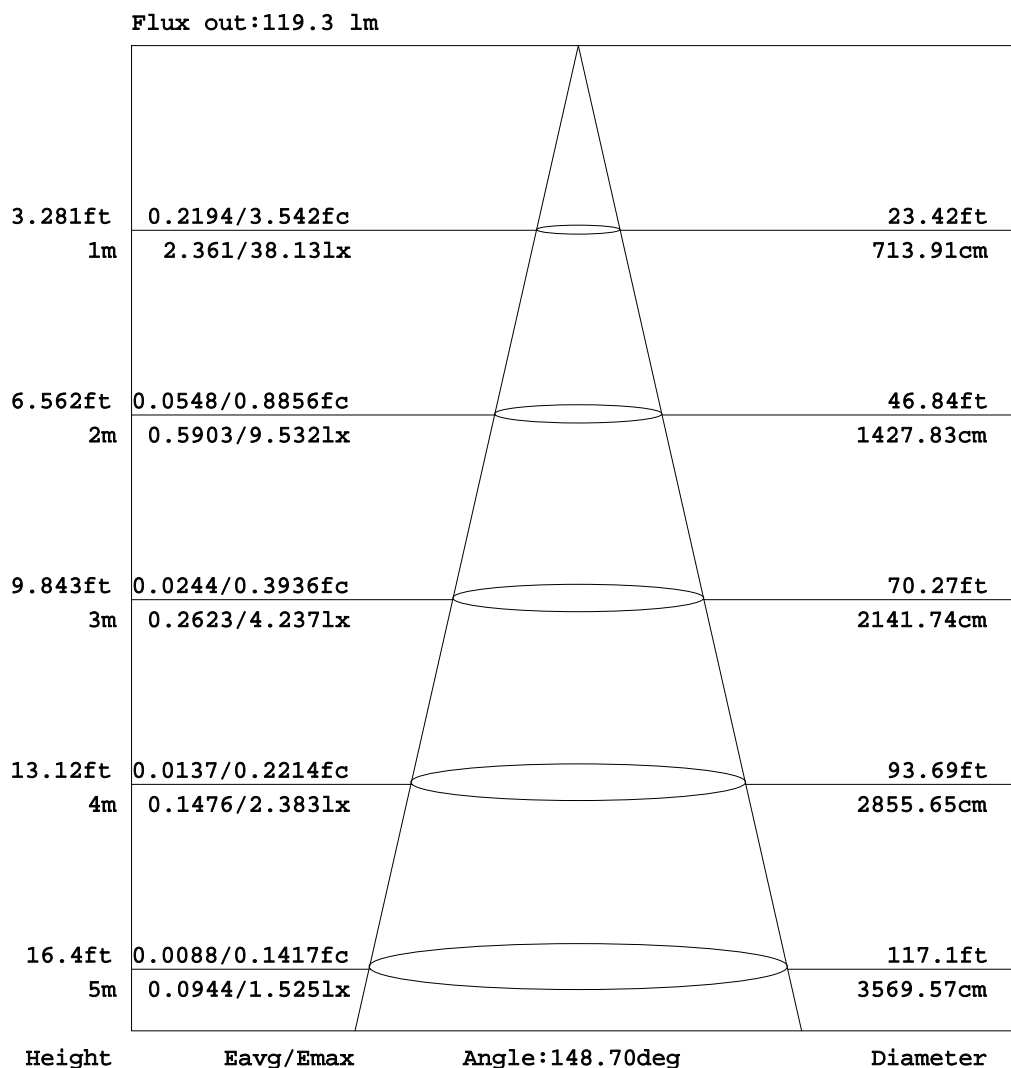 Flux out:119.3 lm
3.281ft 0.2194/3.542fc 23.42ft
1m 2.361/38.13lx 713.91cm
6.562ft 0.0548/0.8856fc 46.84ft
2m 0.5903/9.532lx 1427.83cm
9.843ft 0.0244/0.3936fc 70.27ft
3m 0.2623/4.237lx 2141.74cm
13.12ft 0.0137/0.2214fc 93.69ft
4m 0.1476/2.383lx 2855.65cm
16.4ft 0.0088/0.1417fc 117.1ft
5m 0.0944/1.525lx 3569.57cm
Height Eavg/Emax Angle:148.70deg Diameter